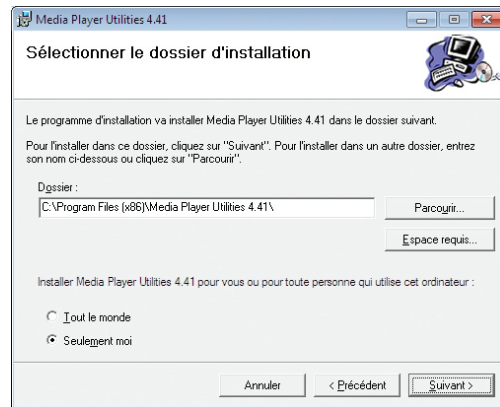 Media Player Utilities 4.41
Sélectionner le dossier d'installation
Le programme d'installation va installer Media Player Utilities 4.41 dans le dossier suivant.
Pour l'installer dans ce dossier, cliquez sur "Suivant". Pour l'installer dans un autre dossier, entrez
son nom ci-dessous ou cliquez sur "Parcourir".
Dossier :
C:\Program Files (x86)\Media Player Utilities 4.41\
Parcourir...
Espace requis...
Installer Media Player Utilities 4.41 pour vous ou pour toute personne qui utilise cet ordinateur :
Tout le monde
Seulement moi
Annuler
< Précédent
Suivant >